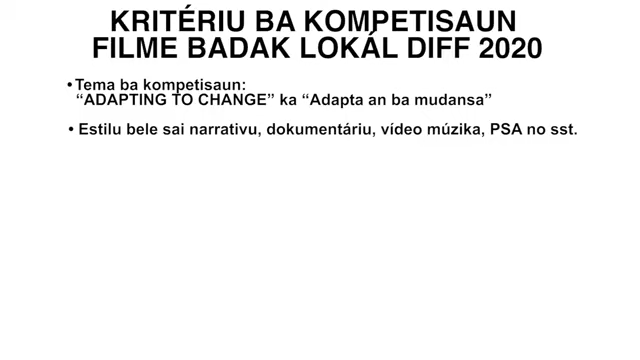 KRITÉRIU BA KOMPETISAUN
FILME BADAK LOKÁL DIFF 2020
• Tema ba kompetisaun:
“ADAPTING TO CHANGE” ka “Adapta an ba mudansa”
• Estilu bele sai narrativu, dokumentáriu, vídeo múzika, PSA no sst.